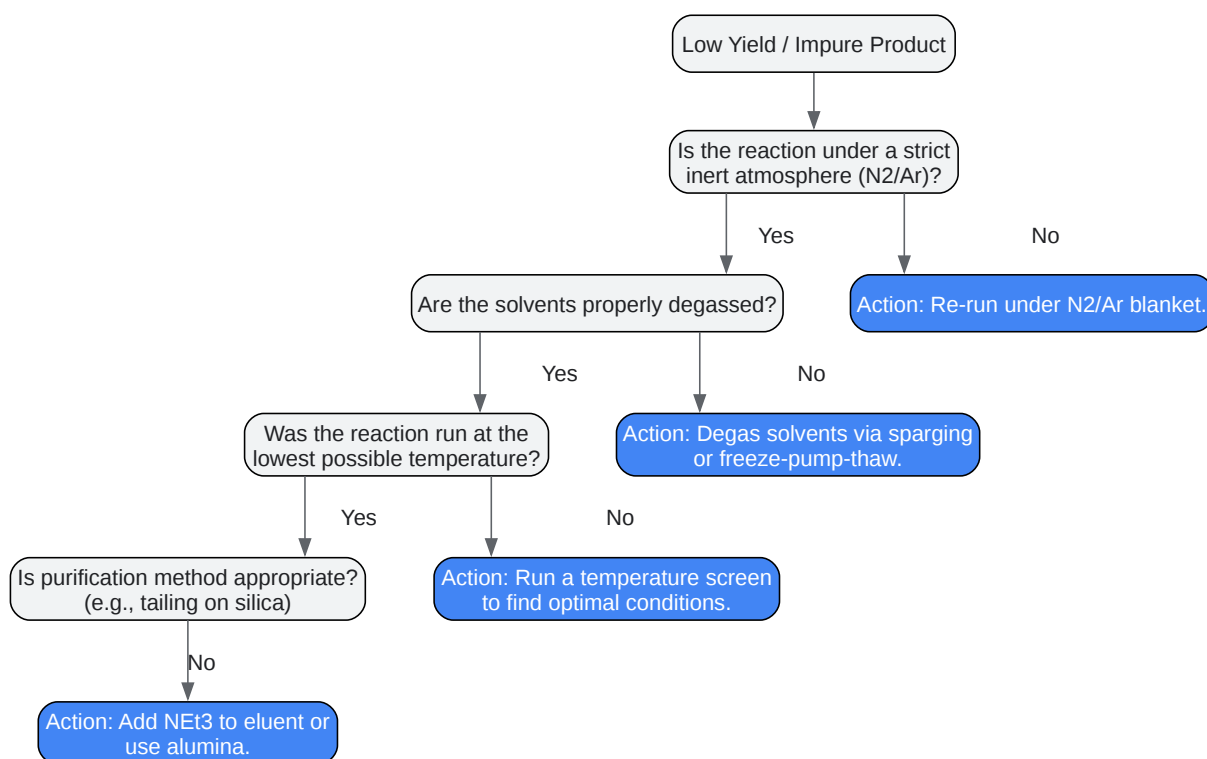 Low Yield / Impure Product
Is the reaction under a strict
inert atmosphere (N2/Ar)?
Yes
No
Are the solvents properly degassed?
Action: Re-run under N2/Ar blanket.
Yes
No
Was the reaction run at the
lowest possible temperature?
Action: Degas solvents via sparging
or freeze-pump-thaw.
Yes
No
Is purification method appropriate?
(e.g., tailing on silica)
Action: Run a temperature screen
to find optimal conditions.
No
Action: Add NEt3 to eluent or
use alumina.